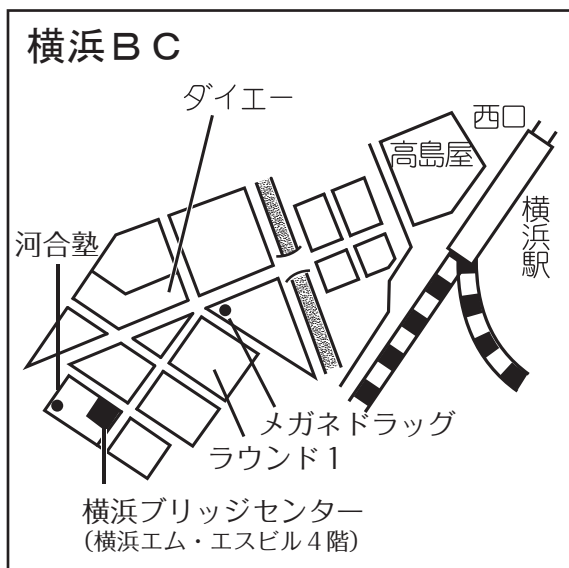 横浜ＢＣ
ダイエー
西口
高島屋
横浜駅
河合塾
メガネドラッグ
ラウンド１
横浜ブリッジセンター
（横浜エム・エスビル４階）